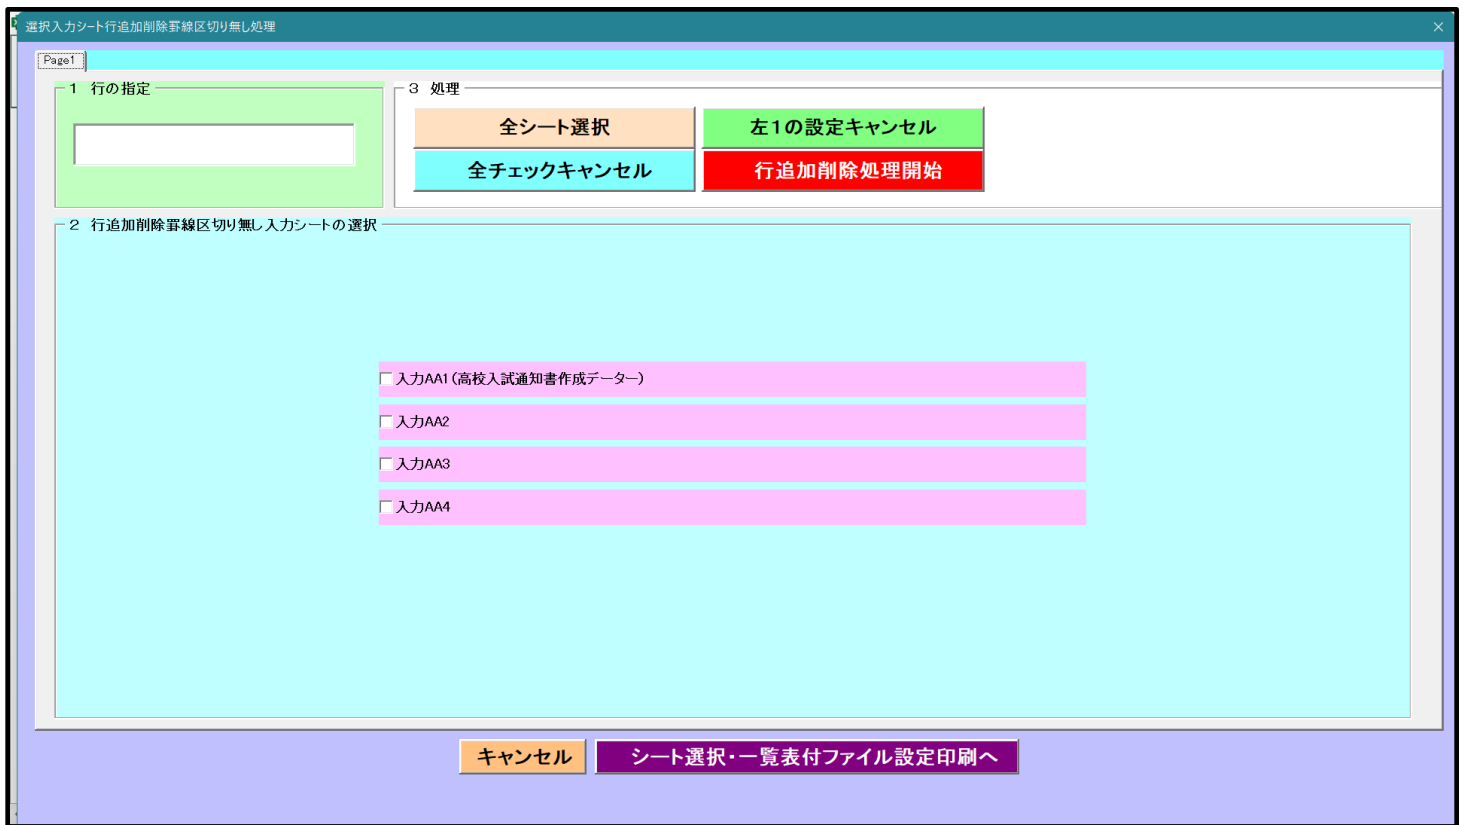 選択入力シート行追加削除罫線区切り無し処理
Page1
1 行の指定
3 処理
全シート選択
左1の設定キャンセル
全チェックキャンセル
行追加削除処理開始
2 行追加削除罫線区切り無し入力シートの選択
入力AA1(高校入試通知書作成データー)
入力AA2
入力AA3
入力AA4
キャンセル
シート選択・一覧表付ファイル設定印刷へ